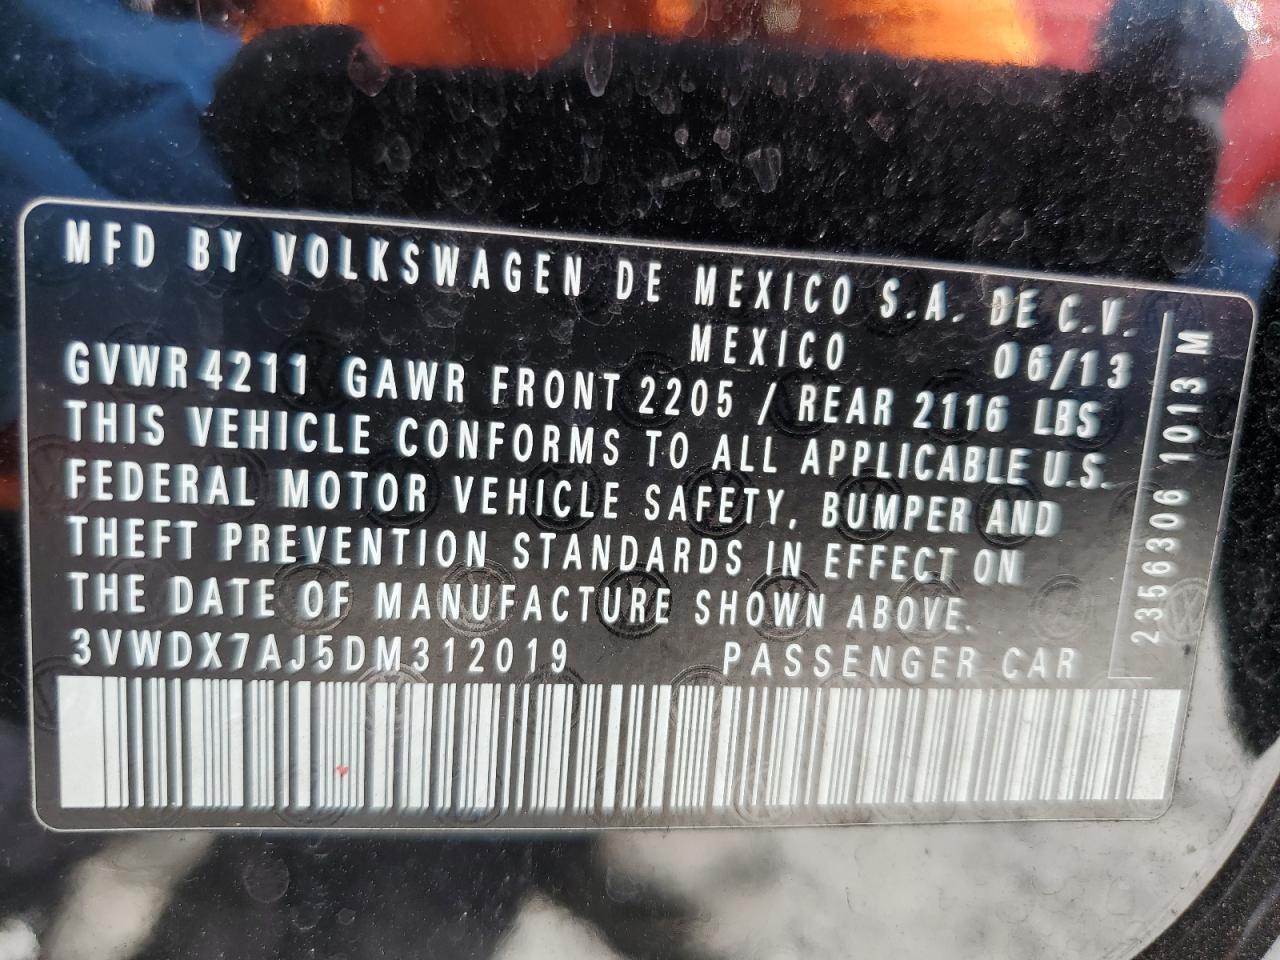 MFD BY VOLKSWAGEN DE MEXICO S.A. DE C.V.
MEXICO 06/13
GVWR 4211 GAWR FRONT 2205 / REAR 2116 LBS
THIS VEHICLE CONFORMS TO ALL APPLICABLE U.S.
FEDERAL MOTOR VEHICLE SAFETY, BUMPER AND
THEFT PREVENTION STANDARDS IN EFFECT ON
THE DATE OF MANUFACTURE SHOWN ABOVE.
3VWDX7AJ5DM312019 PASSENGER CAR
23563306 1013 M